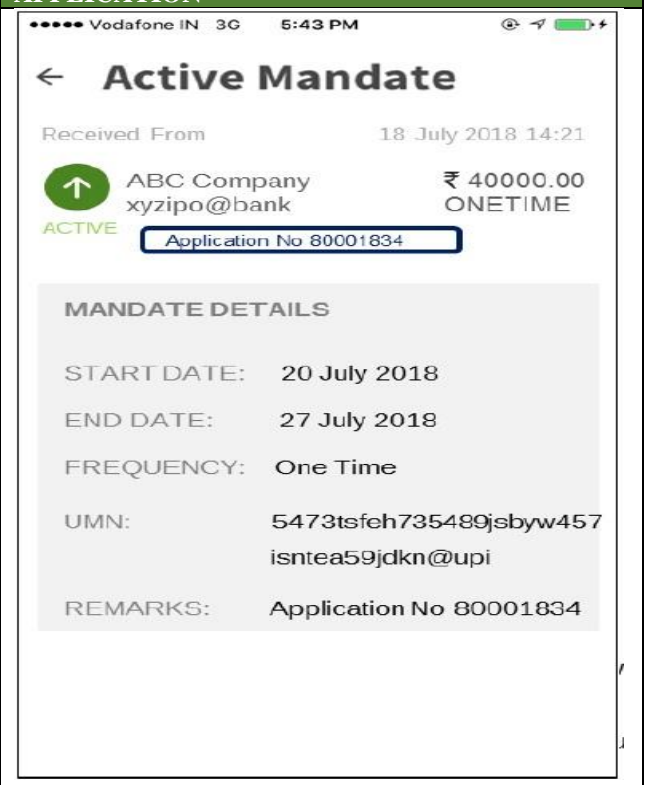 APPLICATION
Vodafone IN 3G 5:43 PM
← Active Mandate
Received From 18 July 2018 14:21
ABC Company ₹ 40000.00
xyzipo@bank ONETIME
ACTIVE
Application No 80001834
MANDATE DETAILS
START DATE: 20 July 2018
END DATE: 27 July 2018
FREQUENCY: One Time
UMN: 5473tsfeh735489jsbyw457
isntea59jdkn@upi
REMARKS: Application No 80001834